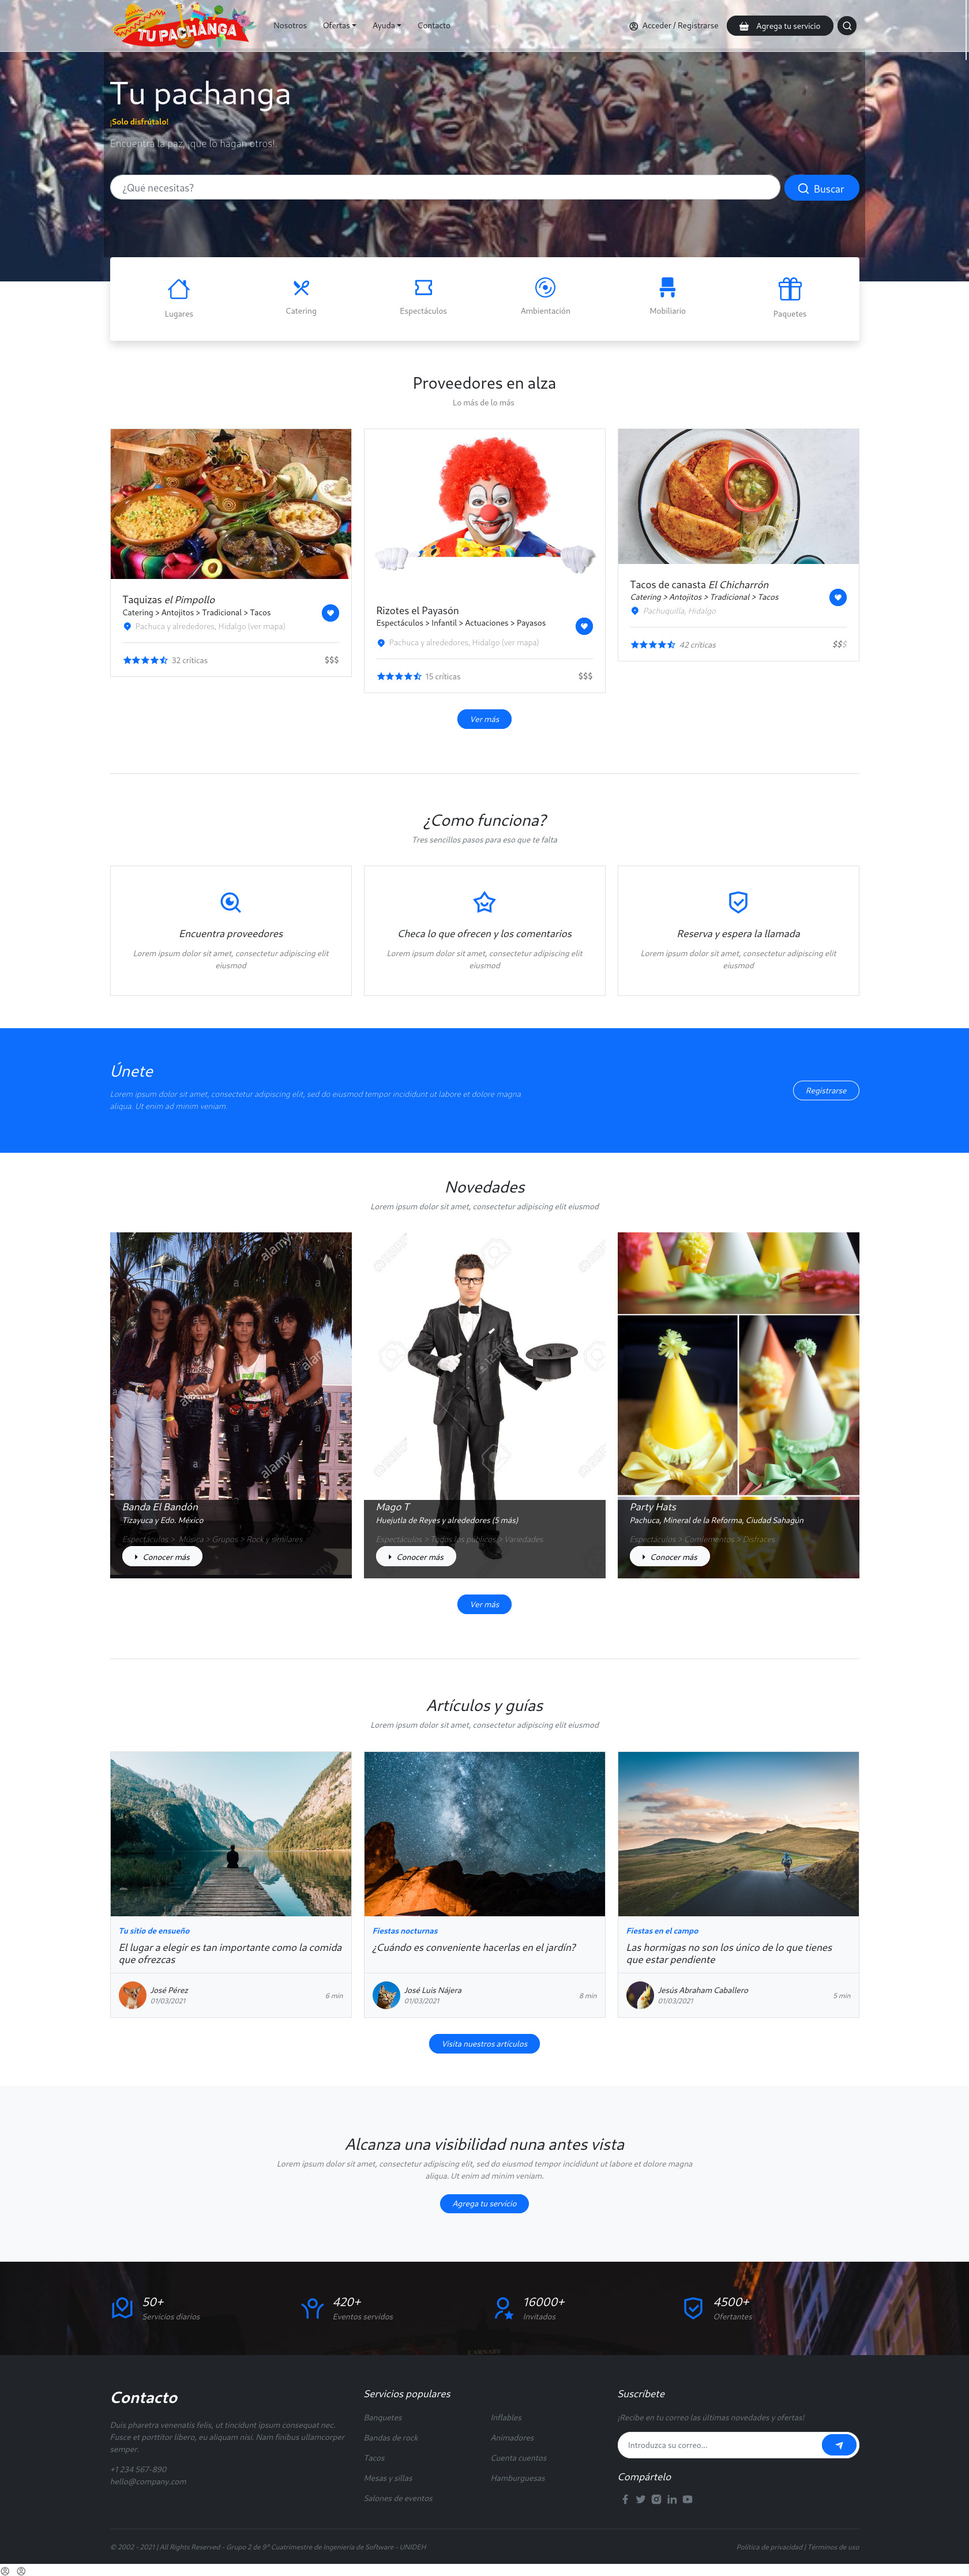 TU PACHANGA
Nosotros
Ofertas
Ayuda
Contacto
Acceder / Registrarse
Agrega tu servicio
Tu pachanga
¡Solo disfrútalo!
Encuentra la paz, ¡que lo hagan otros!
¿Qué necesitas?
Buscar
Lugares
Catering
Espectáculos
Ambientación
Mobiliario
Paquetes
Proveedores en alza
Lo más de lo más
Taquizas el Pimpollo
Catering > Antojitos > Tradicional > Tacos
Pachuca y alrededores, Hidalgo (ver mapa)
32 críticas
$$$
Rizotes el Payasón
Espectáculos > Infantil > Actuaciones > Payasos
Pachuca y alrededores, Hidalgo (ver mapa)
15 críticas
$$$
Tacos de canasta El Chicharrón
Catering > Antojitos > Tradicional > Tacos
Pachuquilla, Hidalgo
42 críticas
$$$
Ver más
¿Como funciona?
Tres sencillos pasos para eso que te falta
Encuentra proveedores
Lorem ipsum dolor sit amet, consectetur adipiscing elit
eiusmod
Checa lo que ofrecen y los comentarios
Lorem ipsum dolor sit amet, consectetur adipiscing elit
eiusmod
Reserva y espera la llamada
Lorem ipsum dolor sit amet, consectetur adipiscing elit
eiusmod
Únete
Lorem ipsum dolor sit amet, consectetur adipiscing elit, sed do eiusmod tempor incididunt ut labore et dolore magna
aliqua. Ut enim ad minim veniam.
Registrarse
Novedades
Lorem ipsum dolor sit amet, consectetur adipiscing elit eiusmod
alamy
a
a
alamy
alamy
a
a
alamy
Banda El Bandón
Tizayuca y Edo. México
Espectáculos > Música > Grupos > Rock y similares
Conocer más
Mago T
Huejutla de Reyes y alrededores (5 más)
Espectáculos > Todos los públicos > Variedades
Conocer más
Party Hats
Pachuca, Mineral de la Reforma, Ciudad Sahagún
Espectáculos > Comlementos > Disfraces
Conocer más
Ver más
Artículos y guías
Lorem ipsum dolor sit amet, consectetur adipiscing elit eiusmod
Tu sitio de ensueño
El lugar a elegir es tan importante como la comida
que ofrezcas
José Pérez
01/03/2021
6 min
Fiestas nocturnas
¿Cuándo es conveniente hacerlas en el jardín?
José Luis Nájera
01/03/2021
8 min
Fiestas en el campo
Las hormigas no son los único de lo que tienes
que estar pendiente
Jesús Abraham Caballero
01/03/2021
5 min
Visita nuestros artículos
Alcanza una visibilidad nuna antes vista
Lorem ipsum dolor sit amet, consectetur adipiscing elit, sed do eiusmod tempor incididunt ut labore et dolore magna
aliqua. Ut enim ad minim veniam.
Agrega tu servicio
50+
Servicios diarios
420+
Eventos servidos
16000+
Invitados
4500+
Ofertantes
Contacto
Duis pharetra venenatis felis, ut tincidunt ipsum consequat nec.
Fusce et porttitor libero, eu aliquam nisl. Nam finibus ullamcorper
semper.
+1 234 567-890
hello@company.com
Servicios populares
Banquetes
Bandas de rock
Tacos
Mesas y sillas
Salones de eventos
Inflables
Animadores
Cuenta cuentos
Hamburguesas
Suscríbete
¡Recibe en tu correo las últimas novedades y ofertas!
Introduzca su correo...
Compártelo
© 2002 - 2021 | All Rights Reserved - Grupo 2 de 9° Cuatrimestre de Ingeniería de Software - UNIDEH
Política de privacidad | Términos de uso